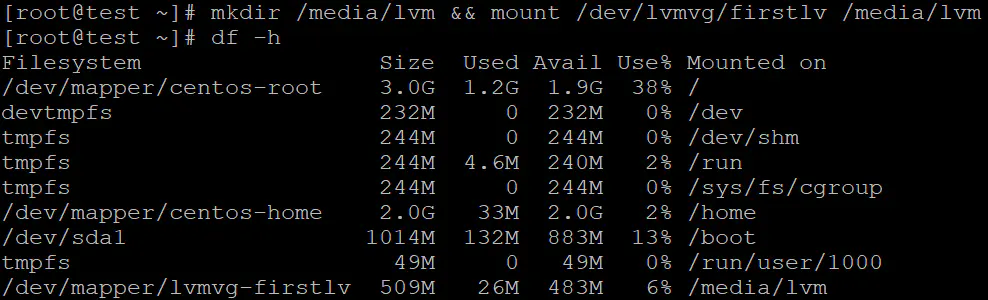 [root@test ~]# mkdir /media/lvm && mount /dev/lvmvg/firstlv /media/lvm
[root@test ~]# df -h
Filesystem                 Size  Used Avail Use% Mounted on
/dev/mapper/centos-root    3.0G  1.2G  1.9G  38% /
devtmpfs                   232M     0  232M   0% /dev
tmpfs                      244M     0  244M   0% /dev/shm
tmpfs                      244M  4.6M  240M   2% /run
tmpfs                      244M     0  244M   0% /sys/fs/cgroup
/dev/mapper/centos-home    2.0G   33M  2.0G   2% /home
/dev/sda1                 1014M  132M  883M  13% /boot
tmpfs                       49M     0   49M   0% /run/user/1000
/dev/mapper/lvmvg-firstlv  509M   26M  483M   6% /media/lvm